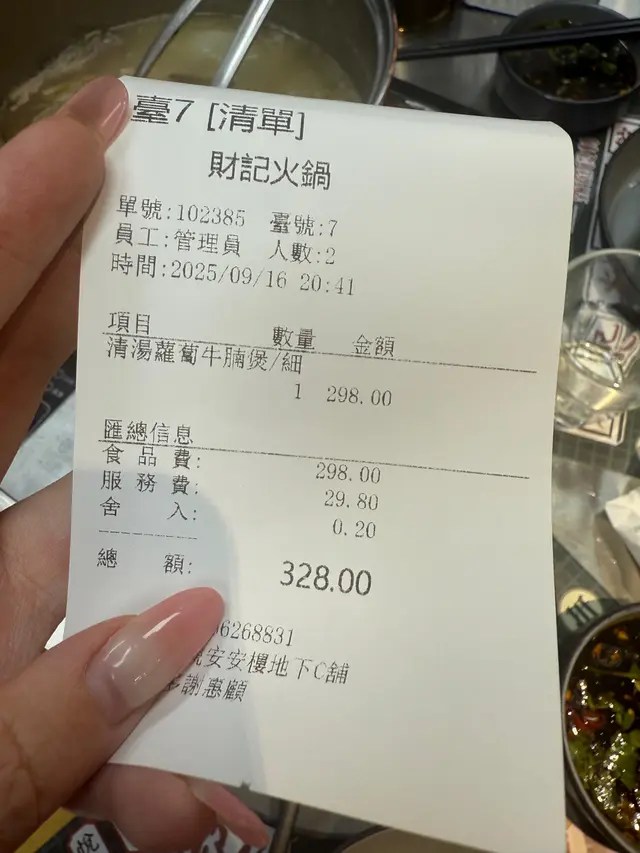 臺7 [清單]
財記火鍋
單號:102385 臺號:7
員工:管理員 人數:2
時間:2025/09/16 20:41
項目 數量 金額
清湯蘿蔔牛腩煲/細
1 298.00
匯總信息
食品費: 298.00
服務費: 29.80
舍入: 0.20
總額: 328.00
6268831
安安樓地下C舖
謝惠顧